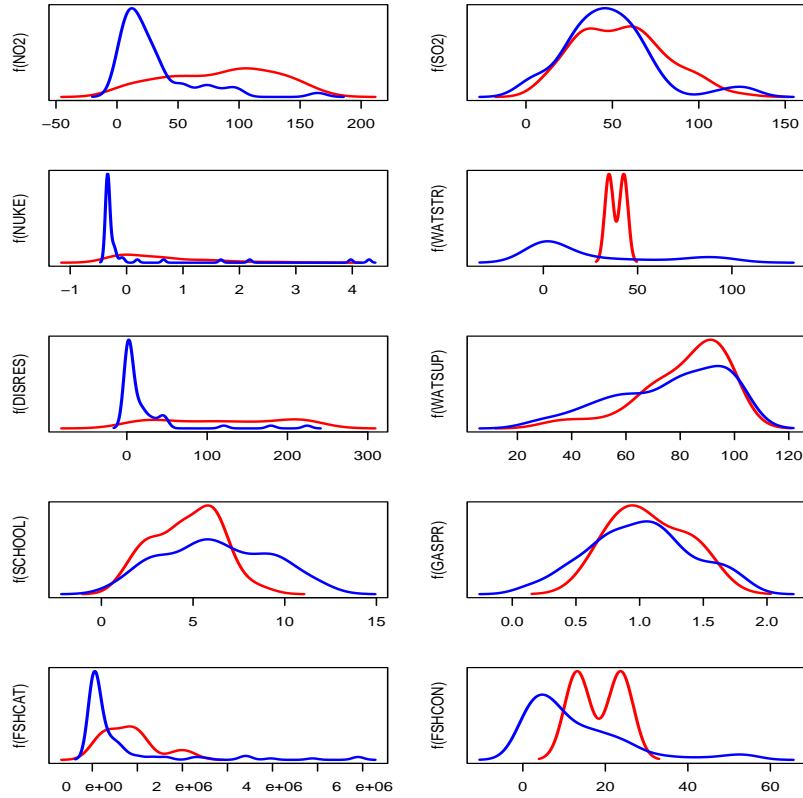 f(NO2)
−50 0 50 100 150 200
f(SO2)
0 50 100 150
f(NUKE)
−1 0 1 2 3 4
f(WATSTR)
0 50 100
f(DISRES)
0 100 200 300
f(WATSUP)
20 40 60 80 100 120
f(SCHOOL)
0 5 10 15
f(GASPR)
0.0 0.5 1.0 1.5 2.0
f(FSHCAT)
0 e+00 2 e+06 4 e+06 6 e+06
f(FSHCON)
0 20 40 60